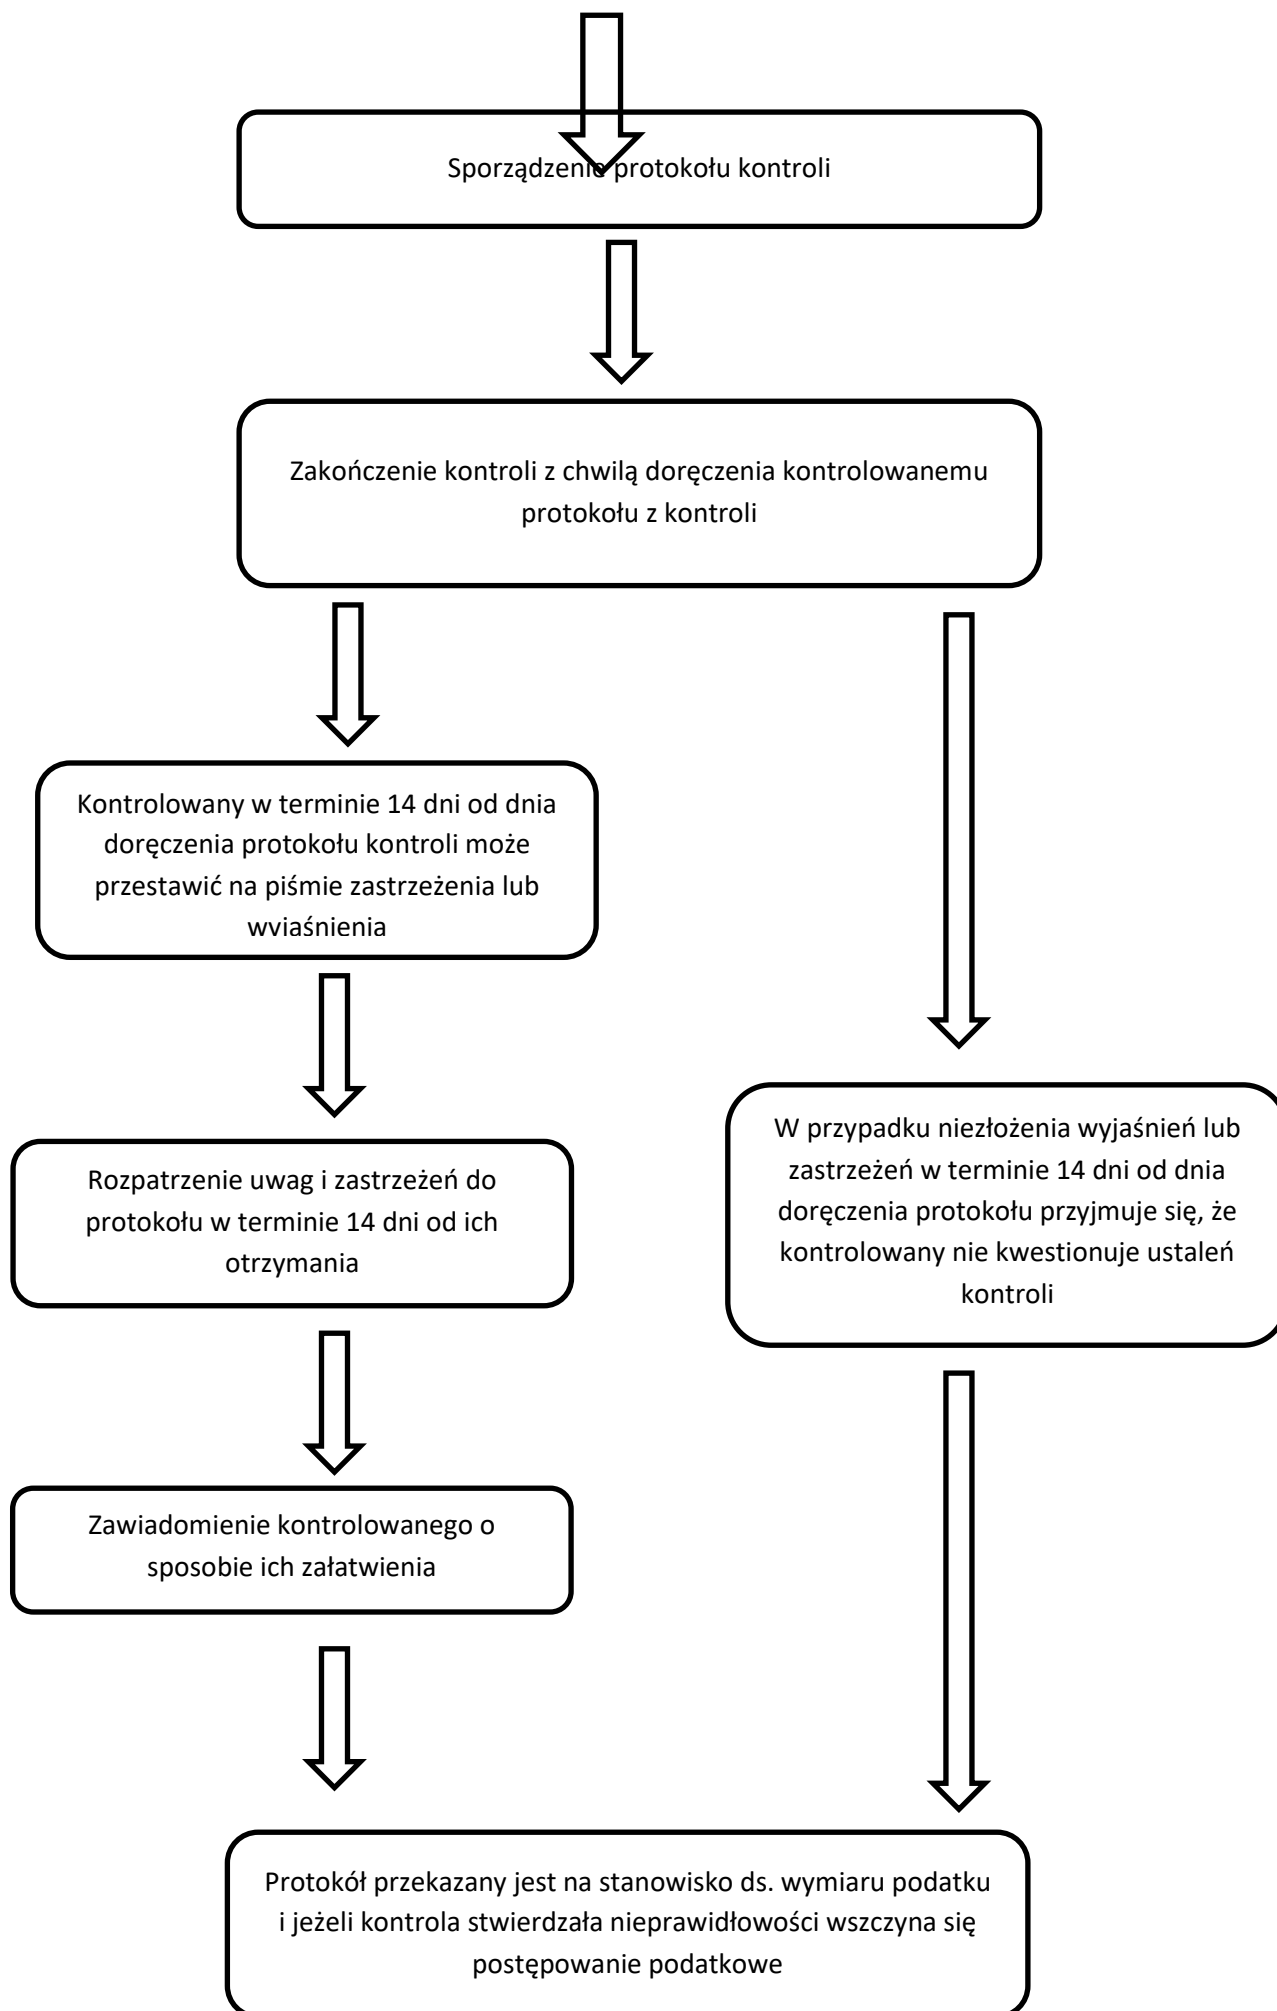 Sporządzenie protokołu kontroli
Zakończenie kontroli z chwilą doręczenia kontrolowanemu
protokołu z kontroli
Kontrolowany w terminie 14 dni od dnia
doręczenia protokołu kontroli może
przestawić na piśmie zastrzeżenia lub
wyjaśnienia
Rozpatrzenie uwag i zastrzeżeń do
protokołu w terminie 14 dni od ich
otrzymania
Zawiadomienie kontrolowanego o
sposobie ich załatwienia
W przypadku niezłożenia wyjaśnień lub
zastrzeżeń w terminie 14 dni od dnia
doręczenia protokołu przyjmuje się, że
kontrolowany nie kwestionuje ustaleń
kontroli
Protokół przekazany jest na stanowisko ds. wymiaru podatku
i jeżeli kontrola stwierdzała nieprawidłowości wszczyna się
postępowanie podatkowe